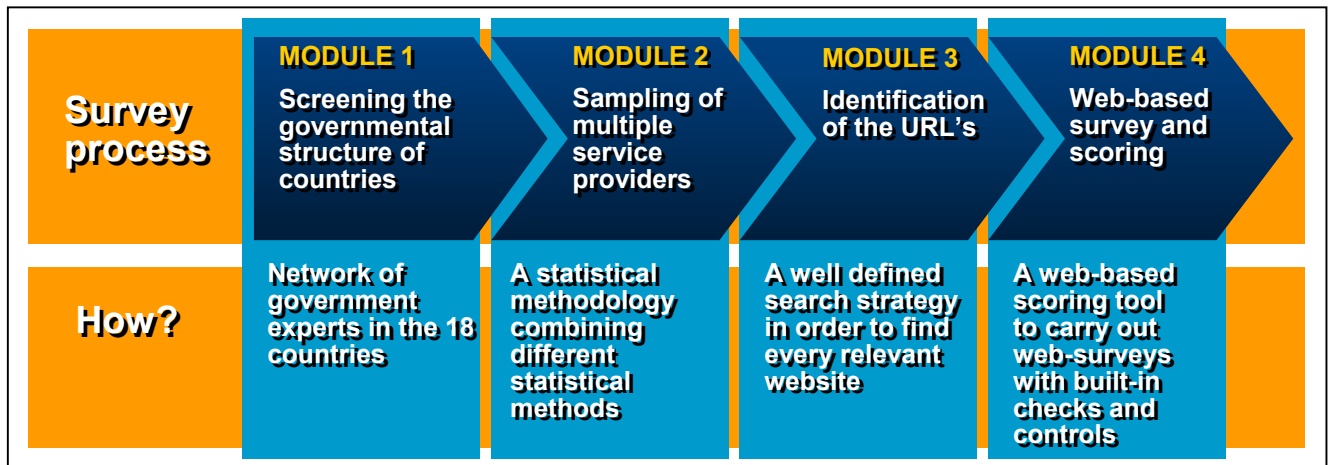 Survey
process
MODULE 1
Screening the
governmental
structure of
countries
MODULE 2
Sampling of
multiple
service
providers
MODULE 3
Identification
of the URL's
MODULE 4
Web-based
survey and
scoring
How?
Network of
government
experts in the 18
countries
A statistical
methodology
combining
different
statistical
methods
A well defined
search strategy
in order to find
every relevant
website
A web-based
scoring tool
to carry out
web-surveys
with built-in
checks and
controls